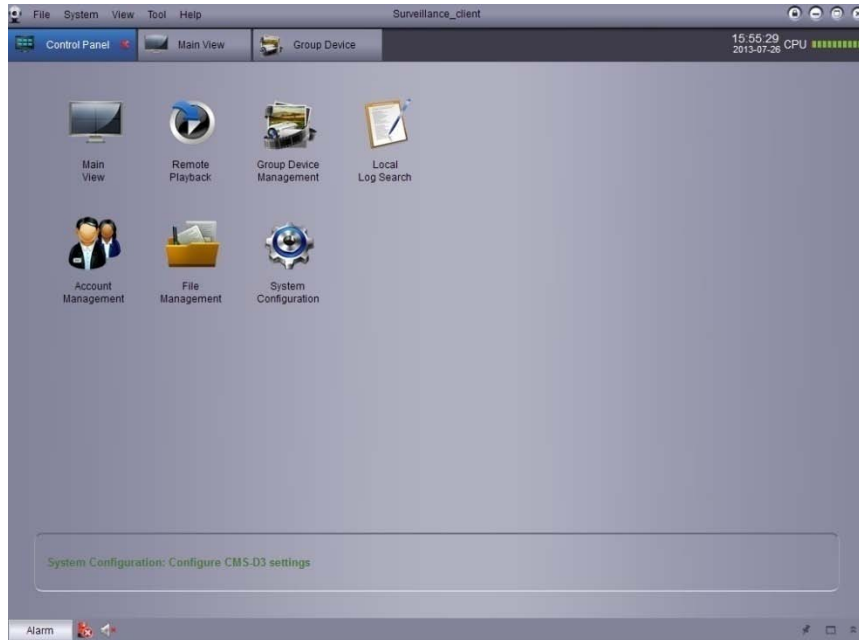 File System View Tool Help Surveillance_client
Control Panel Main View Group Device
15:55:29
2013-07-26 CPU
Main
View
Remote
Playback
Group Device
Management
Local
Log Search
Account
Management
File
Management
System
Configuration
System Configuration: Configure CMS-D3 settings
Alarm